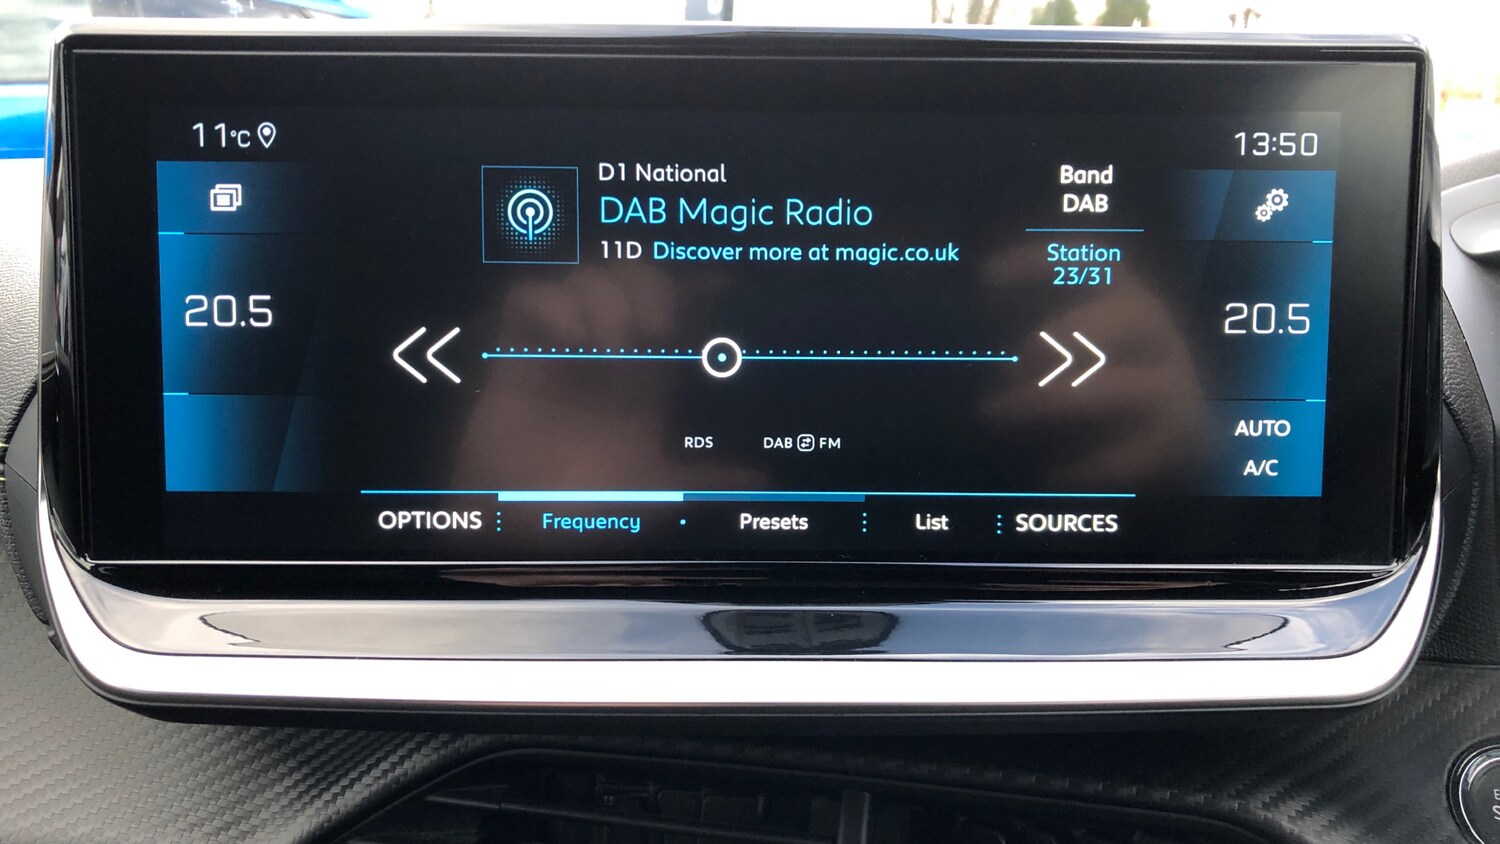 11°C
13:50
D1 National
DAB Magic Radio
11D Discover more at magic.co.uk
Band
DAB
Station
23/31
20.5
20.5
RDS
DAB FM
AUTO
A/C
OPTIONS
Frequency
Presets
List
SOURCES